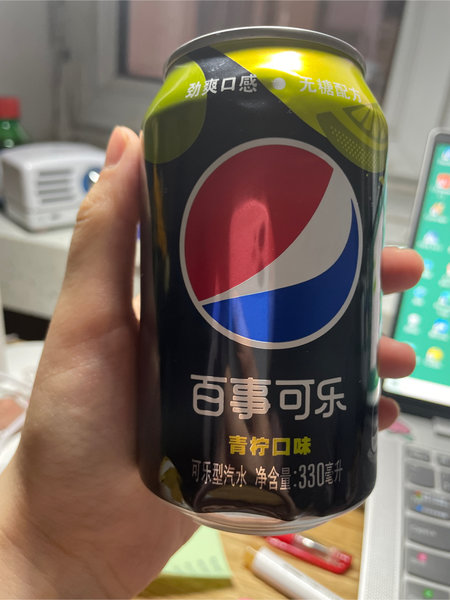 劲爽口感 • 无糖配方
百事可乐
青柠口味
可乐型汽水 净含量:330毫升